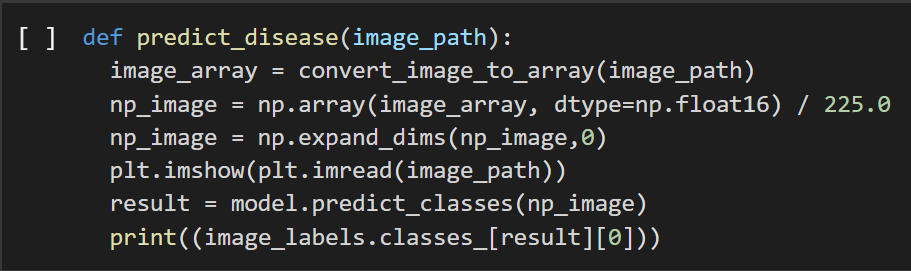 [ ] def predict_disease(image_path):
image_array = convert_image_to_array(image_path)
np_image = np.array(image_array, dtype=np.float16) / 225.0
np_image = np.expand_dims(np_image,0)
plt.imshow(plt.imread(image_path))
result = model.predict_classes(np_image)
print((image_labels.classes_[result][0]))